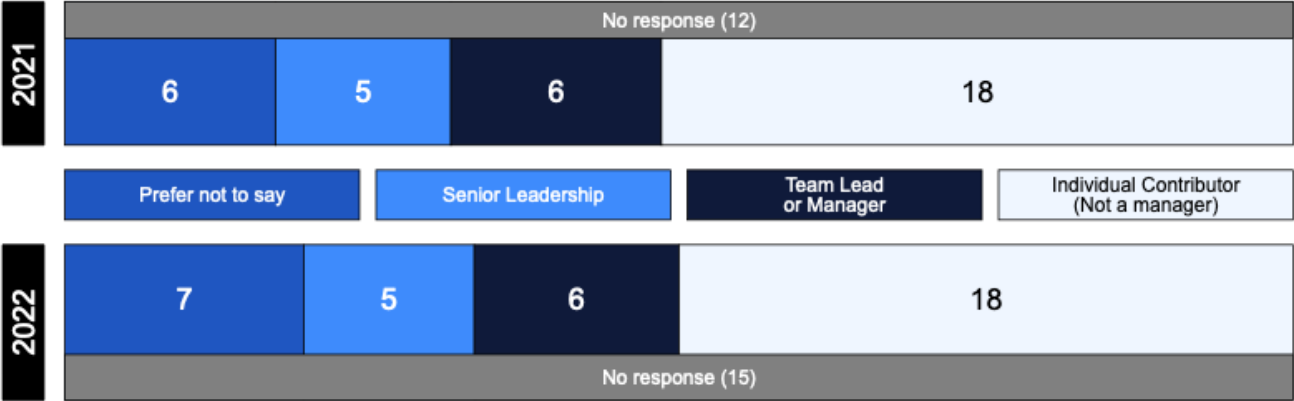 2021
No response (12)
6
5
6
18
Prefer not to say
Senior Leadership
Team Lead
or Manager
Individual Contributor
(Not a manager)
2022
7
5
6
18
No response (15)